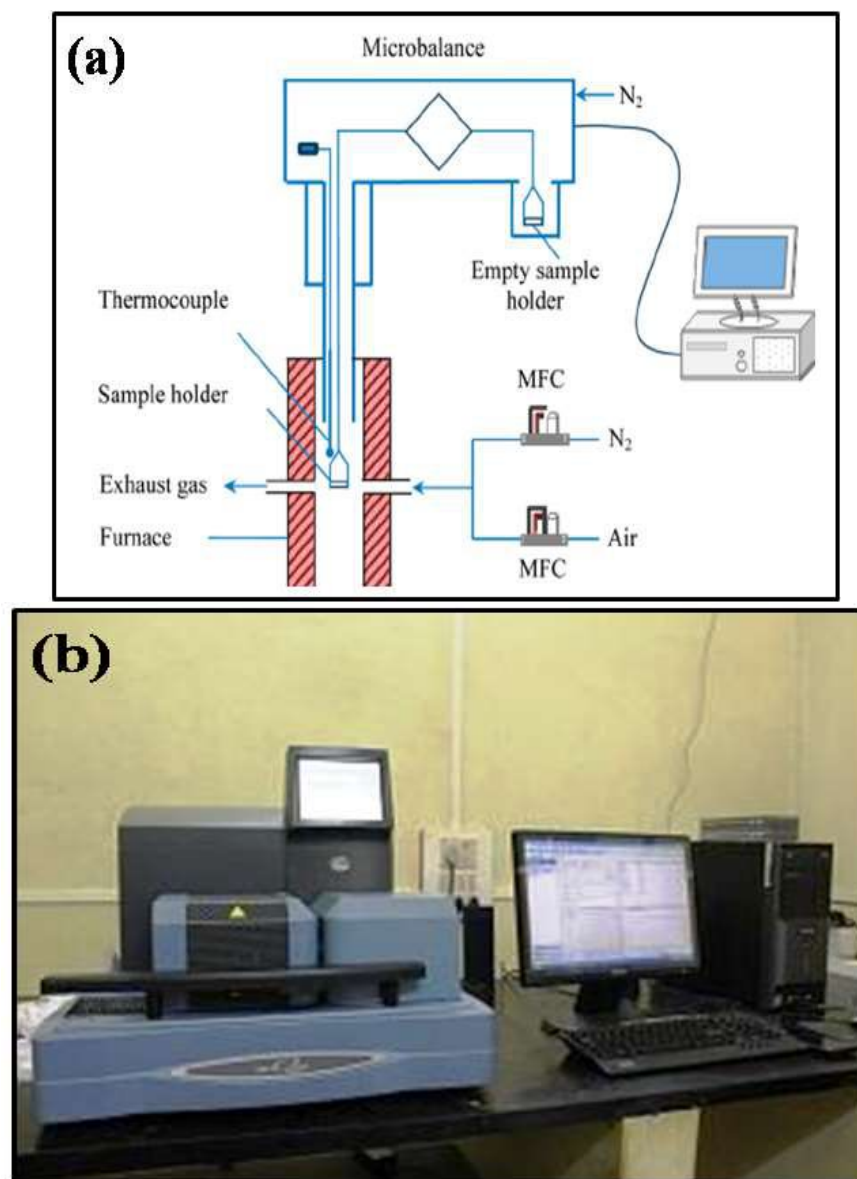 (a)
Microbalance
N₂
Empty sample
holder
Thermocouple
Sample holder
MFC
N₂
Exhaust gas
Furnace
Air
MFC
(b)